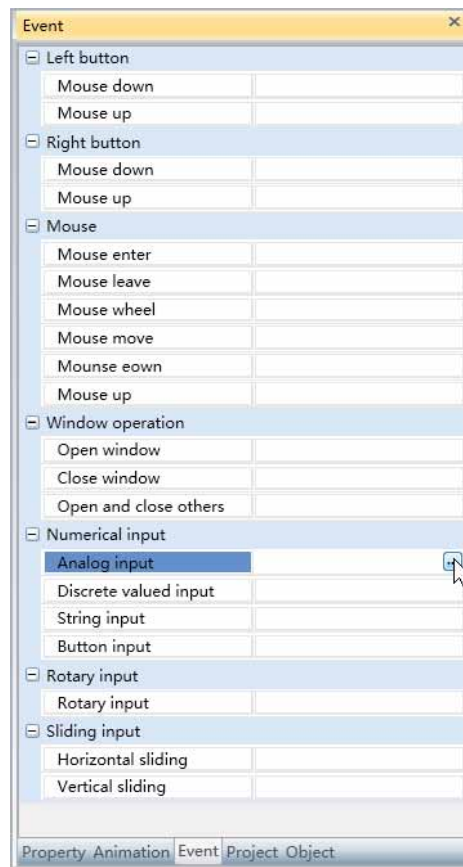 Event
Left button
Mouse down
Mouse up
Right button
Mouse down
Mouse up
Mouse
Mouse enter
Mouse leave
Mouse wheel
Mouse move
Mounse eown
Mouse up
Window operation
Open window
Close window
Open and close others
Numerical input
Analog input
Discrete valued input
String input
Button input
Rotary input
Rotary input
Sliding input
Horizontal sliding
Vertical sliding
Property Animation Event Project Object